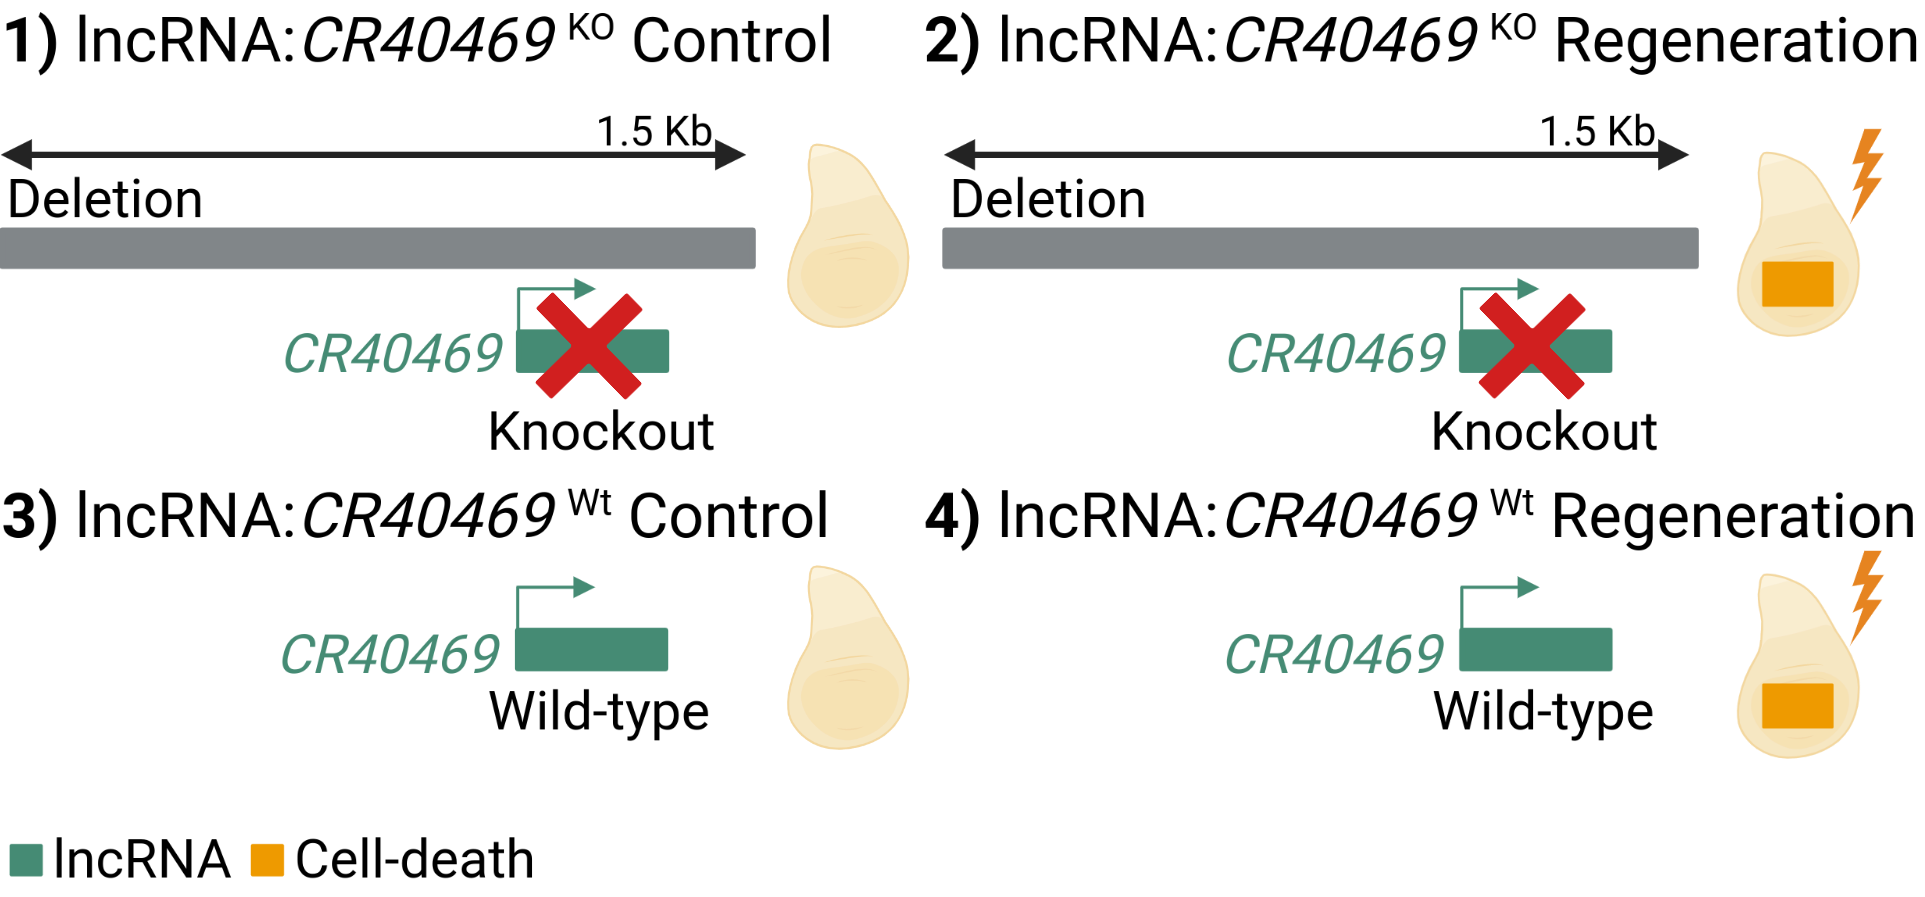 1) lncRNA:CR40469 KO Control
1.5 Kb
Deletion
CR40469
Knockout
2) lncRNA:CR40469 KO Regeneration
1.5 Kb
Deletion
CR40469
Knockout
3) lncRNA:CR40469 Wt Control
CR40469
Wild-type
4) lncRNA:CR40469 Wt Regeneration
CR40469
Wild-type
lncRNA Cell-death